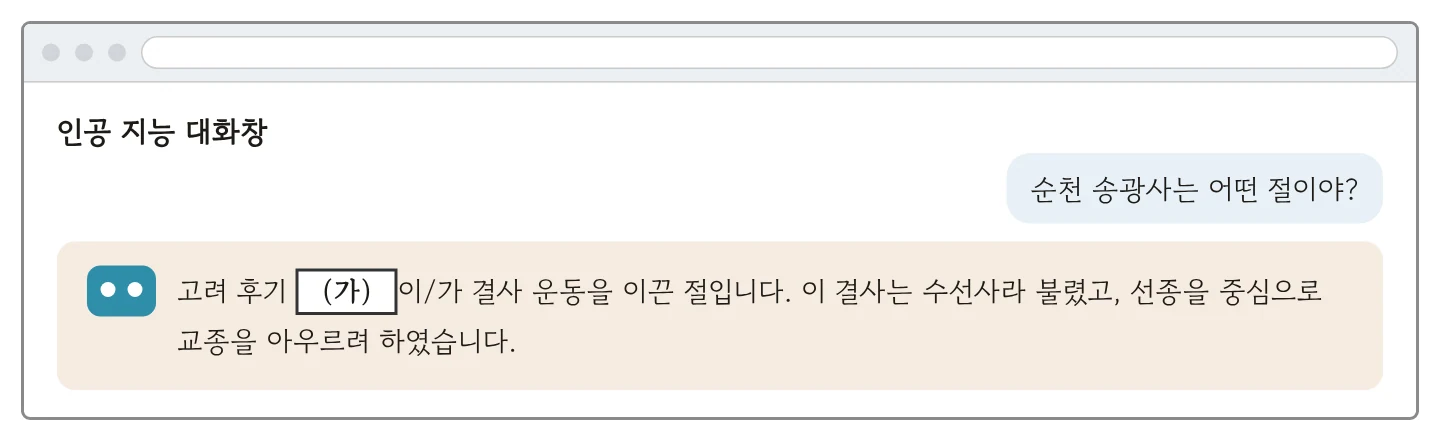 인공 지능 대화창
순천 송광사는 어떤 절이야?
고려 후기 (가) 이/가 결사 운동을 이끈 절입니다. 이 결사는 수선사라 불렸고, 선종을 중심으로
교종을 아우르려 하였습니다.